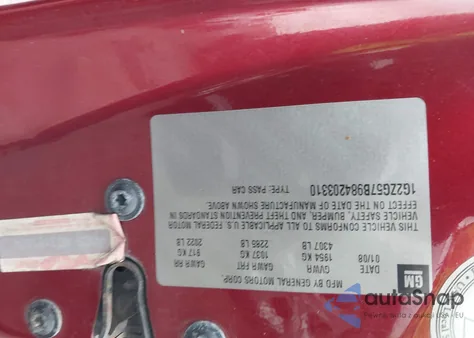 GM
MFD BY GENERAL MOTORS CORP.
DATE GVWR GAWR FRT GAWR RR
01/08 1954 KG 1037 KG 917 KG
4307 LB 2285 LB 2022 LB
THIS VEHICLE CONFORMS TO ALL APPLICABLE U.S. FEDERAL MOTOR
VEHICLE SAFETY, BUMPER, AND THEFT PREVENTION STANDARDS IN
EFFECT ON THE DATE OF MANUFACTURE SHOWN ABOVE.
1G2ZG57B984203310 TYPE: PASS CAR
autaSnap